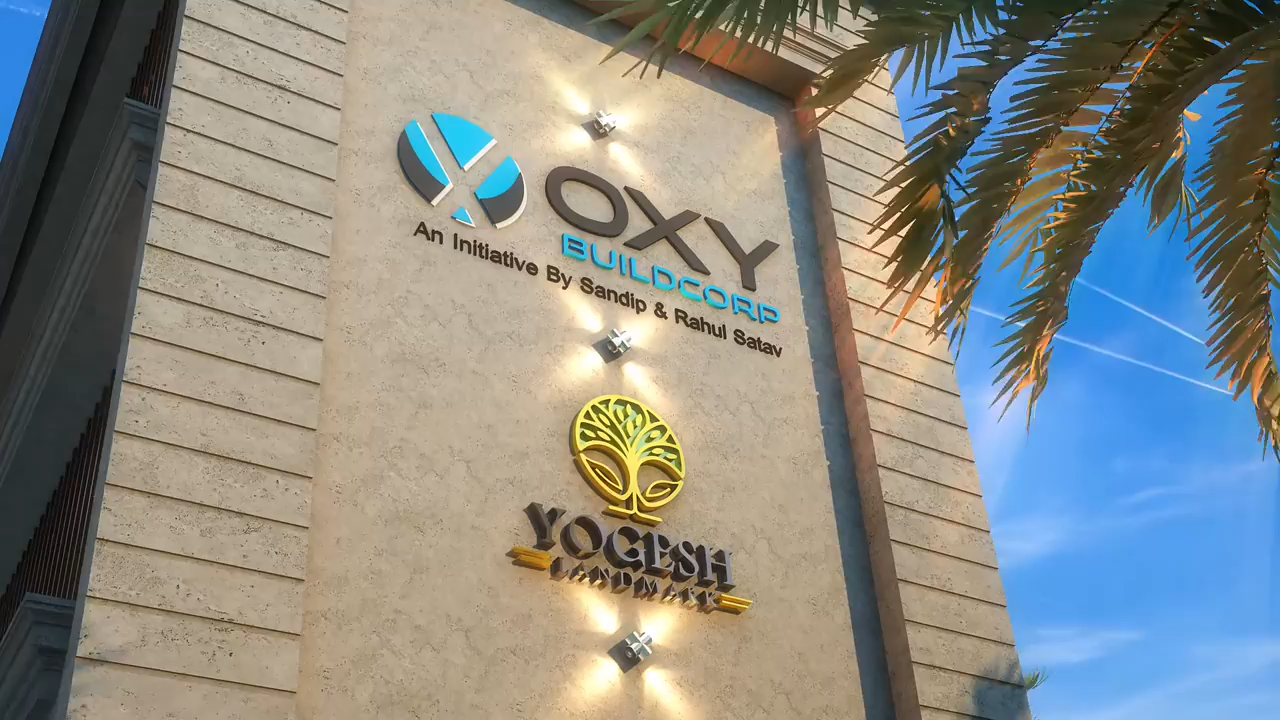 OXY
BUILDCORP
An Initiative By Sandip & Rahul Satav
YOGESH
LANDMARK